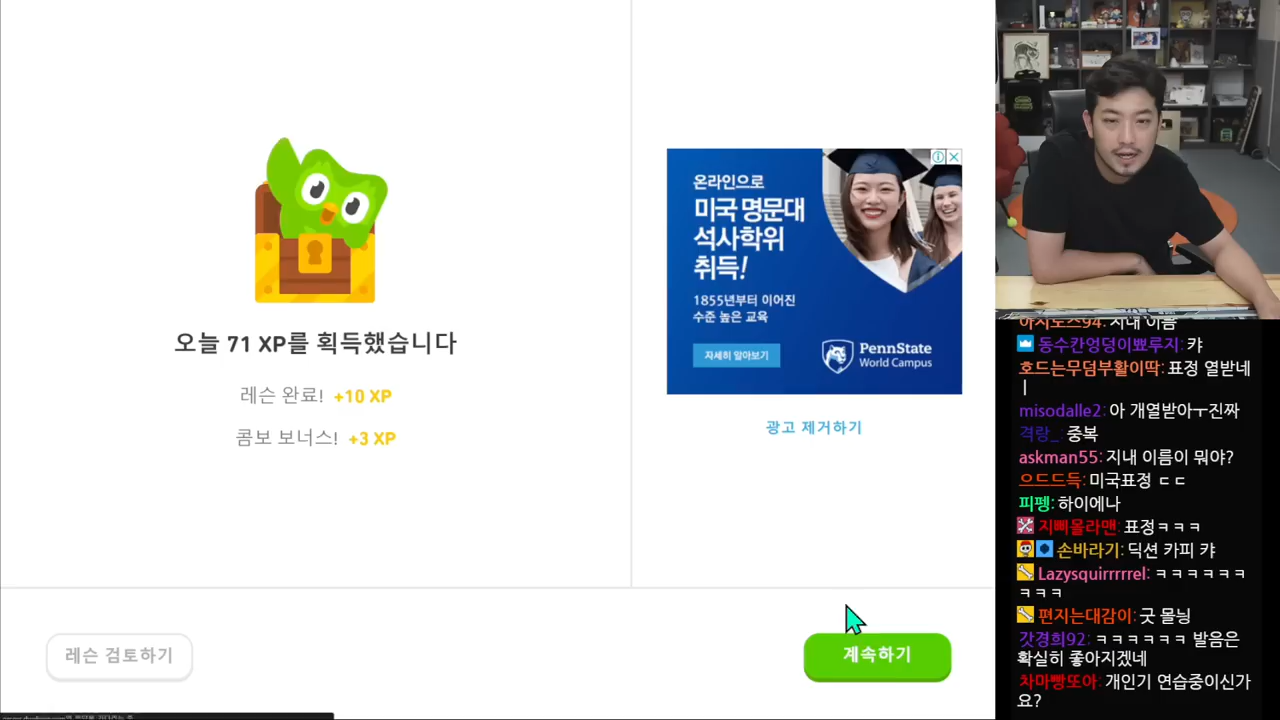 오늘 71 XP를 획득했습니다
레슨 완료! +10 XP
콤보 보너스! +3 XP
레슨 검토하기
온라인으로
미국 명문대
석사학위
취득!
1855년부터 이어진
수준 높은 교육
자세히 알아보기
PennState
World Campus
광고 제거하기
계속하기
동수칸엉덩이뾰루지: 캬
호드는무덤부활이딱: 표정 열받네
ㅣ
misodalle2: 아 개열받아ㅜ진짜
격랑_: 중복
askman55: 지내 이름이 뭐야?
으드드득: 미국표정 ㄷㄷ
피펭: 하이에나
지삐몰라맨: 표정ㅋㅋㅋ
손바라기: 딕션 카피 캬
Lazysquirrrrrel: ㅋㅋㅋㅋㅋㅋ
ㅋㅋㅋ
편지는대감이: 굿 몰닝
갓경희92: ㅋㅋㅋㅋㅋㅋ 발음은
확실히 좋아지겠네
차마빵또아: 개인기 연습중이신가
요?